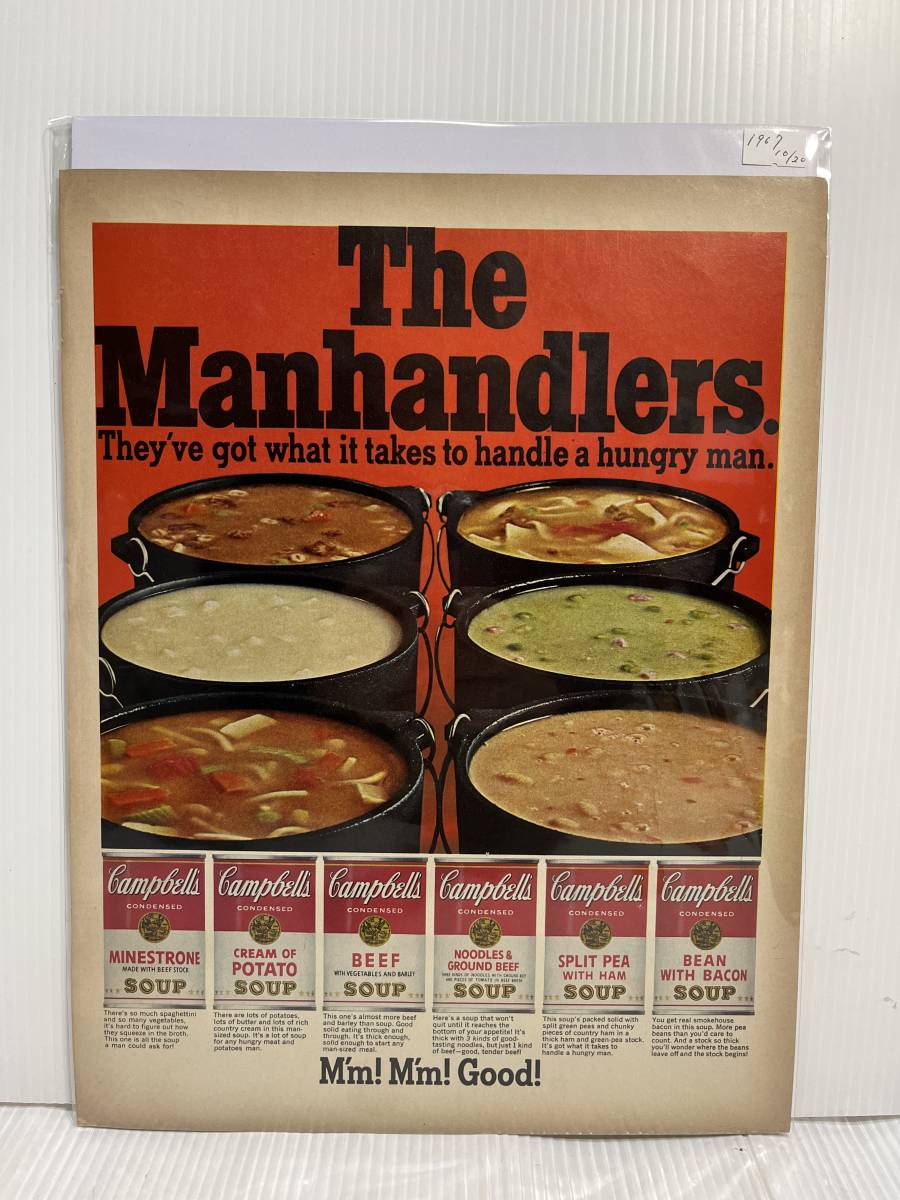 1967
10/20
The
Manhandlers.
They've got what it takes to handle a hungry man.
Campbell's
CONDENSED
MINESTRONE
MADE WITH BEEF STOCK
SOUP
Campbell's
CONDENSED
CREAM OF
POTATO
SOUP
Campbell's
CONDENSED
BEEF
WITH VEGETABLES AND BARLEY
SOUP
Campbell's
CONDENSED
NOODLES &
GROUND BEEF
SOUP
Campbell's
CONDENSED
SPLIT PEA
WITH HAM
SOUP
Campbell's
CONDENSED
BEAN
WITH BACON
SOUP
There's so much spaghettini
and so many vegetables,
it's hard to figure out how
they squeeze in the broth.
This one is all the soup
a man could ask for!
There are lots of potatoes,
lots of butter and lots of rich
country cream in this man-
sized soup. It's a lot of soup
for any hungry meat and
potatoes man.
This one's almost more beef
and barley than soup. Good
solid eating through and
through. It's thick enough,
solid enough to start any
man-sized meal.
Here's a soup that won't
quit until it reaches the
bottom of your appetite! It's
thick with 3 kinds of good-
tasting noodles, but just 1 kind
of beef—good, tender beef!
This soup's packed solid with
split green peas and chunky
pieces of country ham in a
thick ham and green-pea stock.
It's got what it takes to
handle a hungry man.
You get real smokehouse
bacon in this soup. More pea
beans than you'd care to
count. And a stock so thick
you'll wonder where the beans
leave off and the stock begins!
M'm! M'm! Good!